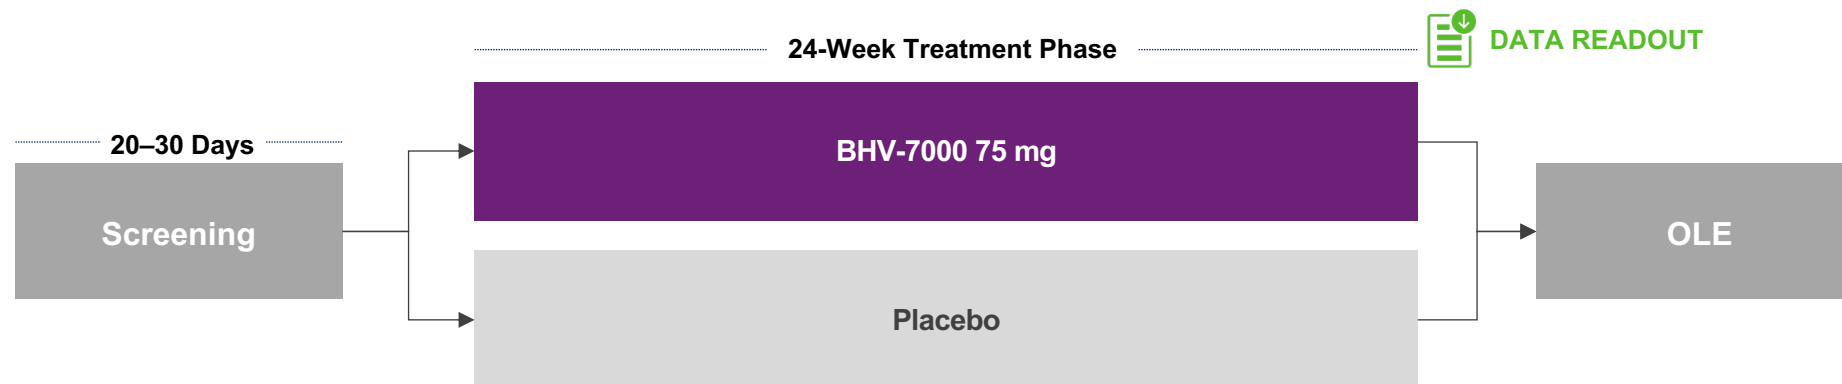 24-Week Treatment Phase
DATA READOUT
20–30 Days
Screening
BHV-7000 75 mg
Placebo
OLE